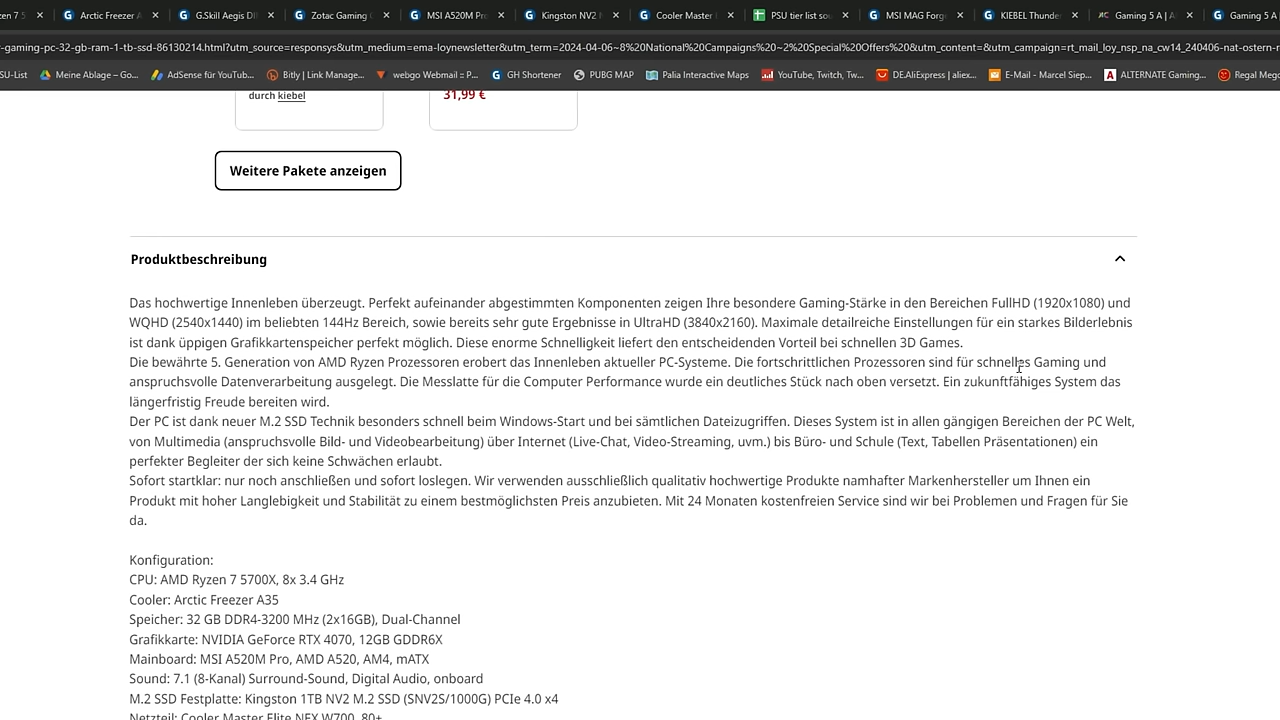 zen 7 5 × Arctic Freezer A × G.Skill Aegis DI × Zotac Gaming G × MSI A520M Pr × Kingston NV2 I × Cooler Master × PSU tier list sou × MSI MAG Forg × KIEBEL Thunde × Gaming 5 A | A × Gaming 5 A
r-gaming-pc-32-gb-ram-1-tb-ssd-86130214.html?utm_source=responsys&utm_medium=ema-loynewsletter&utm_term=2024-04-06~8%20National%20Campaigns%20~2%20Special%20Offers%20&utm_content=&utm_campaign=rt_mail_loy_nsp_na_cw14_240406-nat-ostern-r
SU-List Meine Ablage – Go... AdSense für YouTub... Bitly | Link Manage... webgo Webmail :: P... GH Shortener PUBG MAP Palia Interactive Maps YouTube, Twitch, Tw... DE.AliExpress | aliex... E-Mail - Marcel Siep... ALTERNATE Gaming... Regal Mega
durch kiebel
31,99 €
Weitere Pakete anzeigen
Produktbeschreibung
Das hochwertige Innenleben überzeugt. Perfekt aufeinander abgestimmten Komponenten zeigen Ihre besondere Gaming-Stärke in den Bereichen FullHD (1920x1080) und
WQHD (2540x1440) im beliebten 144Hz Bereich, sowie bereits sehr gute Ergebnisse in UltraHD (3840x2160). Maximale detailreiche Einstellungen für ein starkes Bilderlebnis
ist dank üppigen Grafikkartenspeicher perfekt möglich. Diese enorme Schnelligkeit liefert den entscheidenden Vorteil bei schnellen 3D Games.
Die bewährte 5. Generation von AMD Ryzen Prozessoren erobert das Innenleben aktueller PC-Systeme. Die fortschrittlichen Prozessoren sind für schnelles Gaming und
anspruchsvolle Datenverarbeitung ausgelegt. Die Messlatte für die Computer Performance wurde ein deutliches Stück nach oben versetzt. Ein zukunftfähiges System das
längerfristig Freude bereiten wird.
Der PC ist dank neuer M.2 SSD Technik besonders schnell beim Windows-Start und bei sämtlichen Dateizugriffen. Dieses System ist in allen gängigen Bereichen der PC Welt,
von Multimedia (anspruchsvolle Bild- und Videobearbeitung) über Internet (Live-Chat, Video-Streaming, uvm.) bis Büro- und Schule (Text, Tabellen Präsentationen) ein
perfekter Begleiter der sich keine Schwächen erlaubt.
Sofort startklar: nur noch anschließen und sofort loslegen. Wir verwenden ausschließlich qualitativ hochwertige Produkte namhafter Markenhersteller um Ihnen ein
Produkt mit hoher Langlebigkeit und Stabilität zu einem bestmöglichsten Preis anzubieten. Mit 24 Monaten kostenfreien Service sind wir bei Problemen und Fragen für Sie
da.
Konfiguration:
CPU: AMD Ryzen 7 5700X, 8x 3.4 GHz
Cooler: Arctic Freezer A35
Speicher: 32 GB DDR4-3200 MHz (2x16GB), Dual-Channel
Grafikkarte: NVIDIA GeForce RTX 4070, 12GB GDDR6X
Mainboard: MSI A520M Pro, AMD A520, AM4, mATX
Sound: 7.1 (8-Kanal) Surround-Sound, Digital Audio, onboard
M.2 SSD Festplatte: Kingston 1TB NV2 M.2 SSD (SNV2S/1000G) PCIe 4.0 x4
Netzteil: Cooler Master Elite NEX W700, 80+